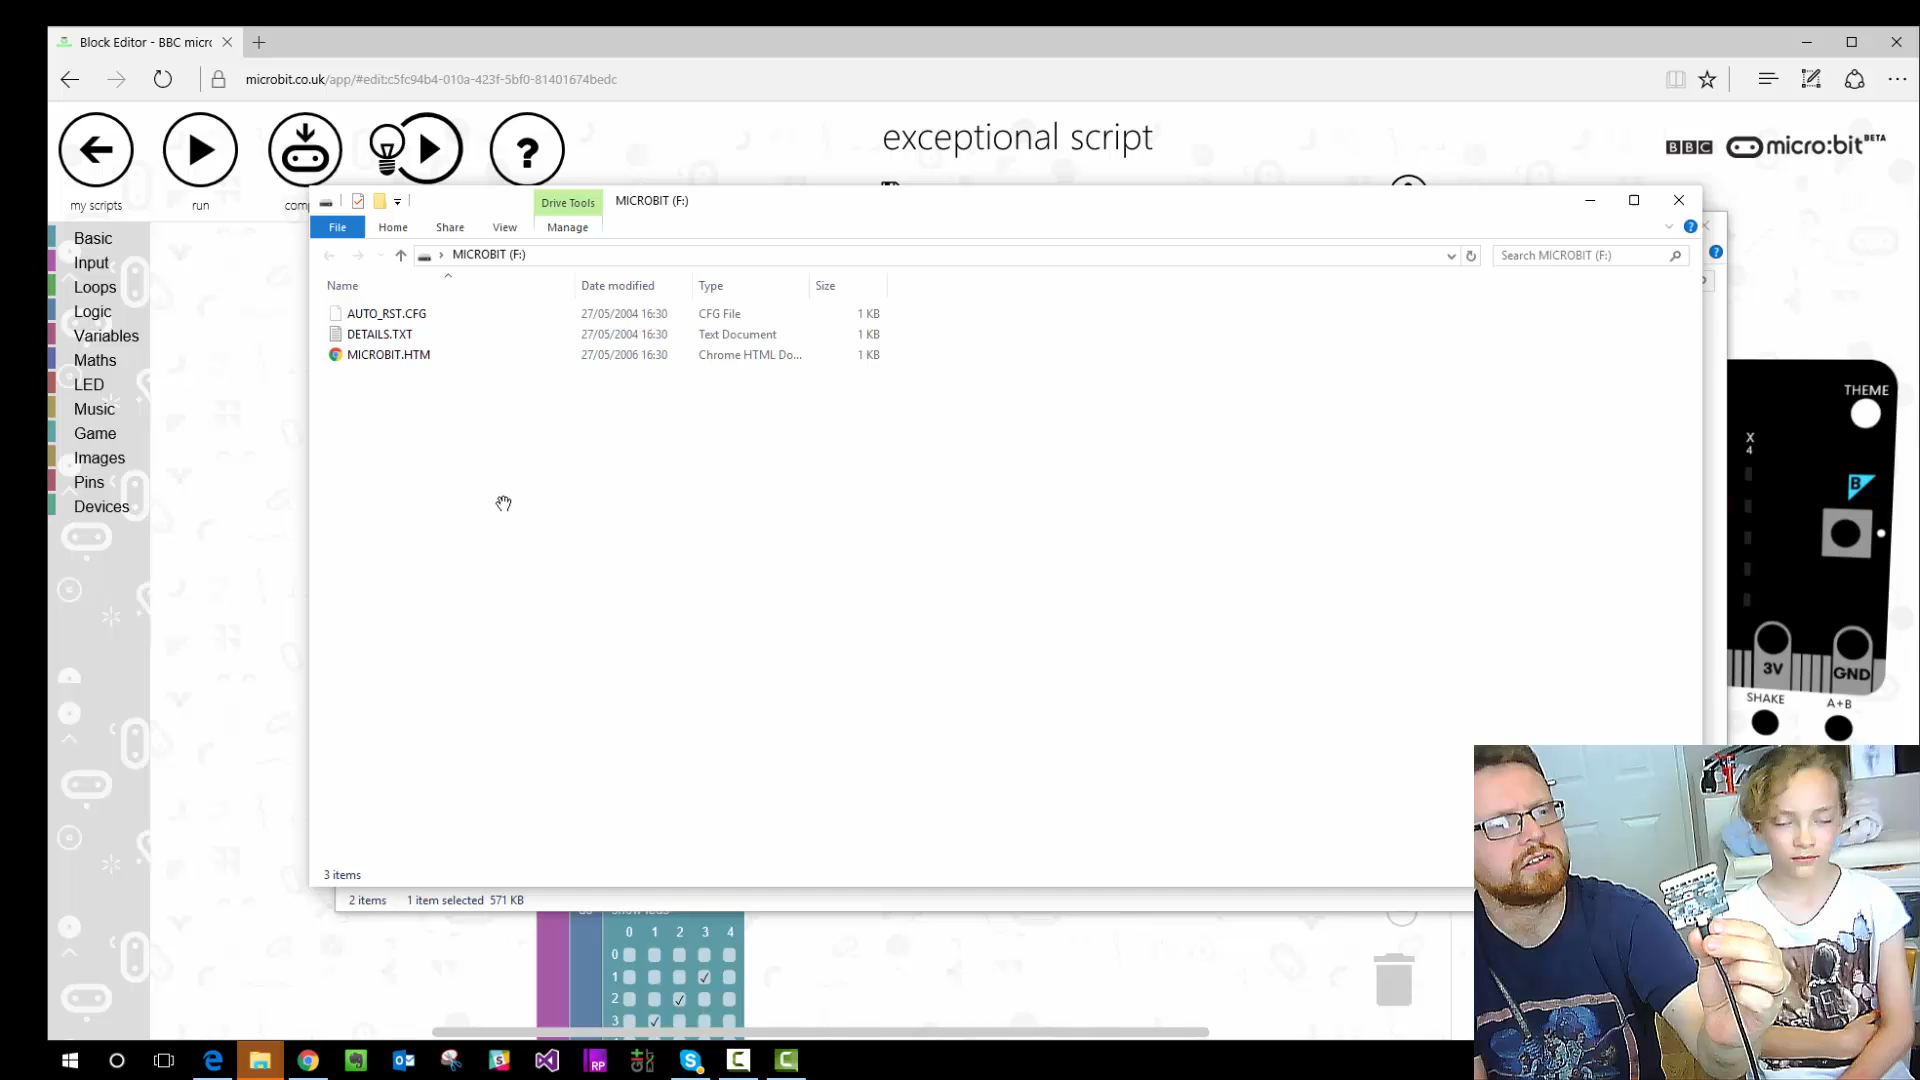 Block Editor - BBC micro
microbit.co.uk/app/#edit:c5fc94b4-010a-423f-5bf0-81401674bedc
exceptional script
BBC micro:bit BETA
my scripts
run
comp
?
Drive Tools
MICROBIT (F:)
File
Home
Share
View
Manage
MICROBIT (F:)
Search MICROBIT (F:)
Name
Date modified
Type
Size
AUTO_RST.CFG 27/05/2004 16:30 CFG File 1 KB
DETAILS.TXT 27/05/2004 16:30 Text Document 1 KB
MICROBIT.HTM 27/05/2006 16:30 Chrome HTML Do... 1 KB
Basic
Input
Loops
Logic
Variables
Maths
LED
Music
Game
Images
Pins
Devices
THEME
X
4
B
3V
GND
SHAKE
A+B
3 items
2 items 1 item selected 571 KB
0 1 2 3 4
0
1
2
3